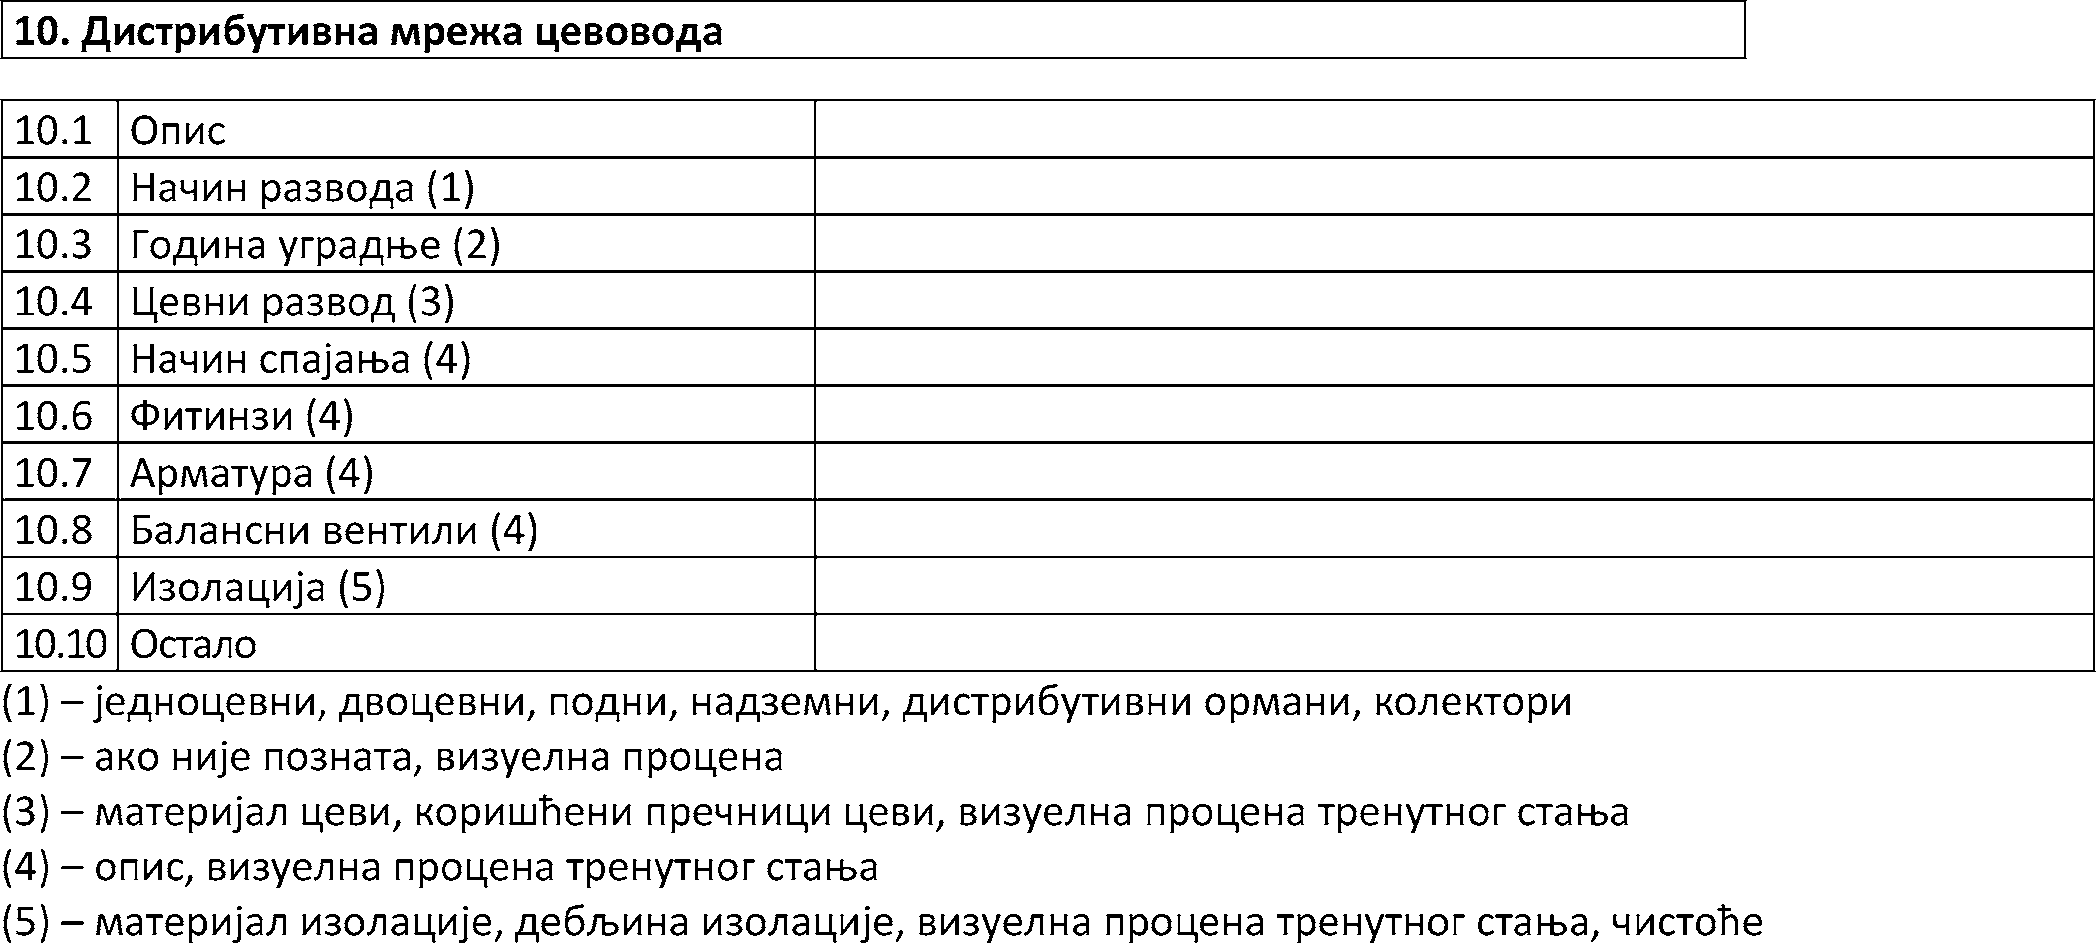 10. Дистрибутивна мрежа цевовода
10.1 Опис
10.2 Начин развода (1)
10.3 Година уградње (2)
10.4 Цевни развод (3)
10.5 Начин спајања (4)
10.6 Фитинзи (4)
10.7 Арматура (4)
10.8 Балансни вентили (4)
10.9 Изолација (5)
10.10 Остало
(1) – једноцевни, двоцевни, подни, надземни, дистрибутивни ормани, колектори
(2) – ако није позната, визуелна процена
(3) – материјал цеви, коришћени пречници цеви, визуелна процена тренутног стања
(4) – опис, визуелна процена тренутног стања
(5) – материјал изолације, дебљина изолације, визуелна процена тренутног стања, чистоће